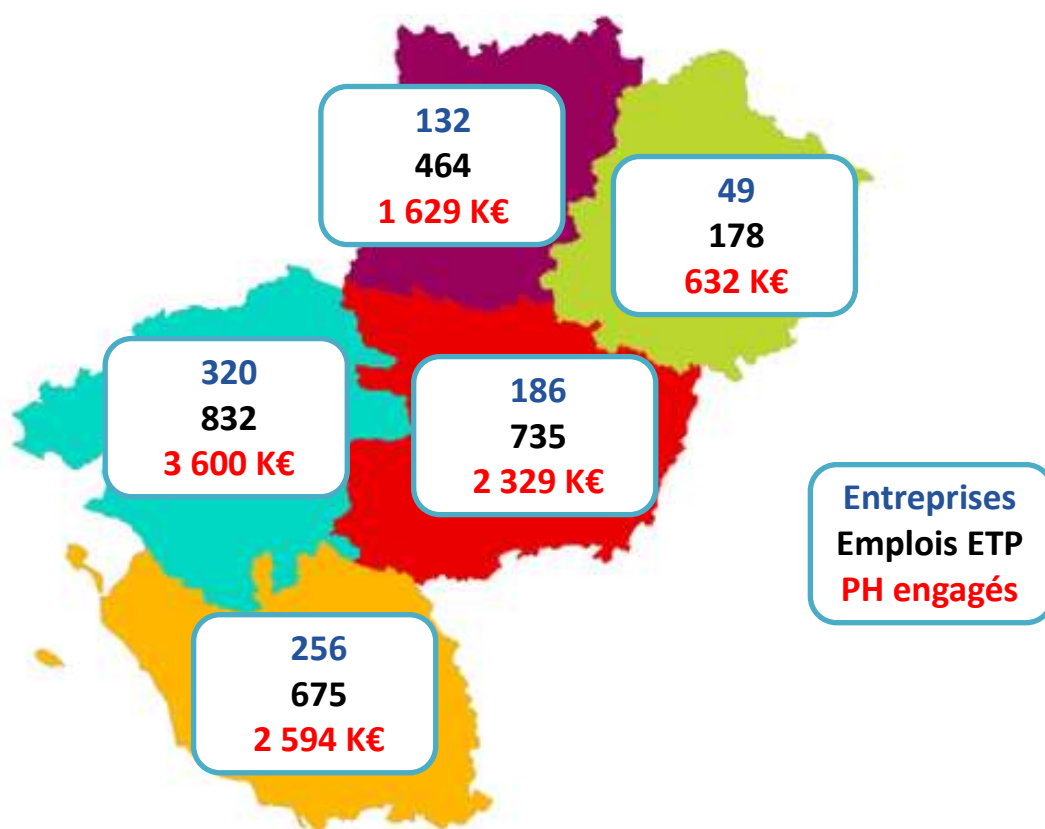 132
464
1 629 K€
49
178
632 K€
320
832
3 600 K€
186
735
2 329 K€
Entreprises
Emplois ETP
PH engagés
256
675
2 594 K€